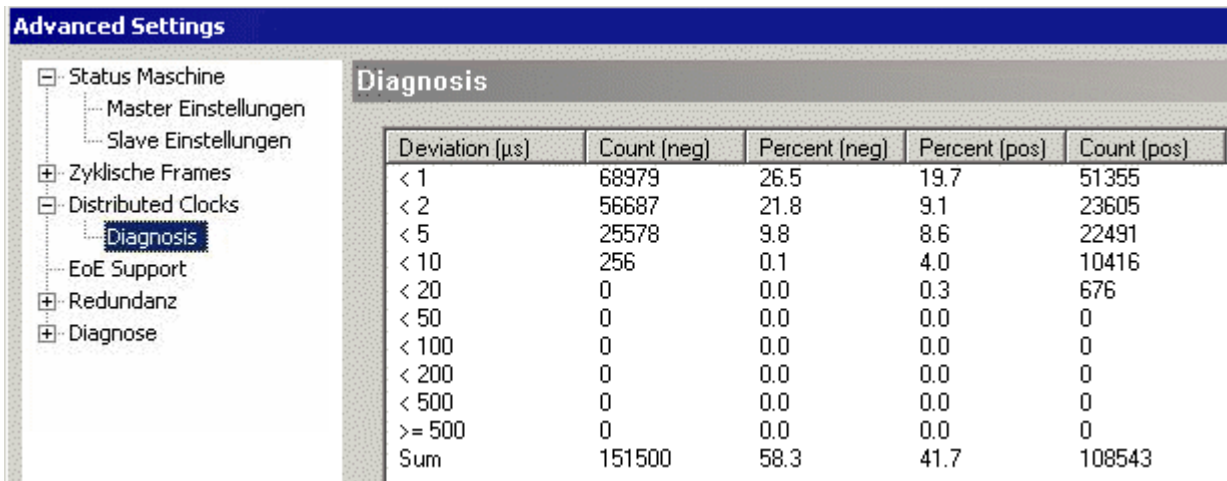 Advanced Settings
Status Maschine
Master Einstellungen
Slave Einstellungen
Zyklische Frames
Distributed Clocks
Diagnosis
EoE Support
Redundanz
Diagnose
Diagnosis
Deviation (µs) Count (neg) Percent (neg) Percent (pos) Count (pos)
< 1 68979 26.5 19.7 51355
< 2 56687 21.8 9.1 23605
< 5 25578 9.8 8.6 22491
< 10 256 0.1 4.0 10416
< 20 0 0.0 0.3 676
< 50 0 0.0 0.0 0
< 100 0 0.0 0.0 0
< 200 0 0.0 0.0 0
< 500 0 0.0 0.0 0
>= 500 0 0.0 0.0 0
Sum 151500 58.3 41.7 108543